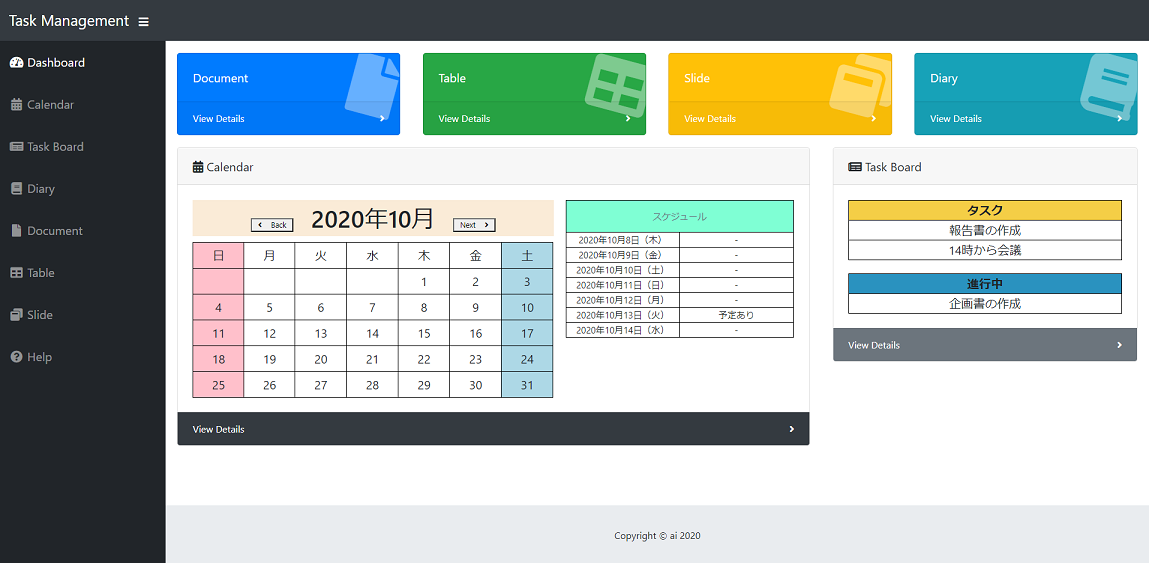 Task Management
Dashboard
Calendar
Task Board
Diary
Document
Table
Slide
Help
Document
View Details
Table
View Details
Slide
View Details
Diary
View Details
Calendar
Back 2020年10月 Next
日 月 火 水 木 金 土
1 2 3
4 5 6 7 8 9 10
11 12 13 14 15 16 17
18 19 20 21 22 23 24
25 26 27 28 29 30 31
スケジュール
2020年10月8日（木） -
2020年10月9日（金） -
2020年10月10日（土） -
2020年10月11日（日） -
2020年10月12日（月） -
2020年10月13日（火） 予定あり
2020年10月14日（水） -
View Details
Task Board
タスク
報告書の作成
14時から会議
進行中
企画書の作成
View Details
Copyright © ai 2020